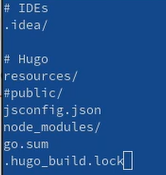 # IDEs
.idea/

# Hugo
resources/
#public/
jsconfig.json
node_modules/
go.sum
.hugo_build.lock